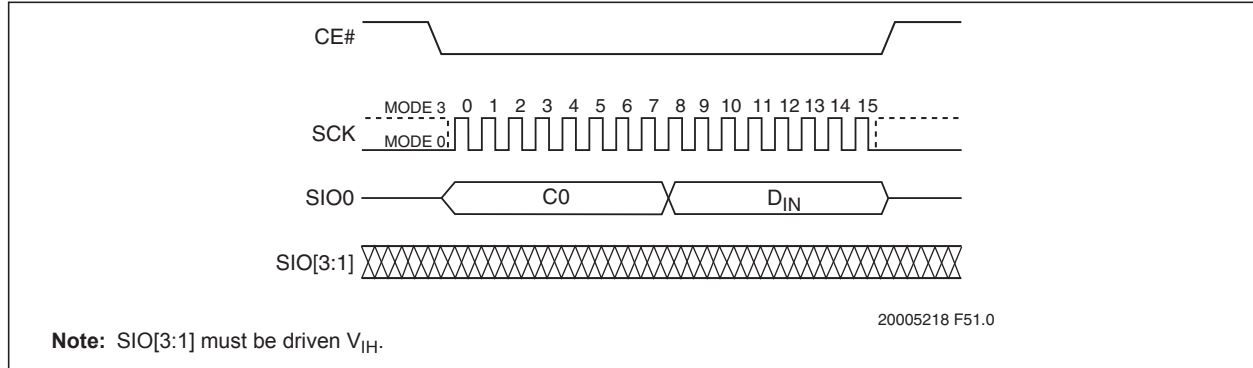 CE#
MODE 3 0 1 2 3 4 5 6 7 8 9 10 11 12 13 14 15
SCK
MODE 0
SIO0 C0 DIN
SIO[3:1]
20005218 F51.0
Note: SIO[3:1] must be driven VIH.